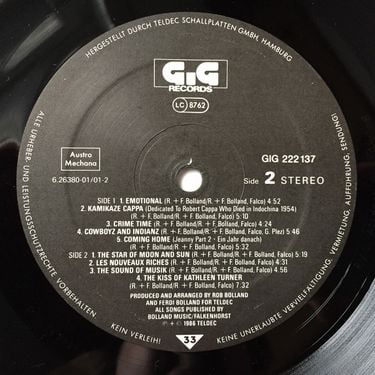 HERGESTELLT DURCH TELDEC SCHALLPLATTEN GMBH, HAMBURG
GiG
RECORDS
LC 8762
Austro
Mechana
6.26380-01/01-2
GIG 222 137
Side 2 STEREO
SIDE 1 1. EMOTIONAL (R. + F. Bolland/R. + F. Bolland, Falco) 4:52
2. KAMIKAZE CAPPA (Dedicated To Robert Cappa Who Died in Indochina 1954)
(R. + F. Bolland/R. + F. Bolland, Falco) 5:10
3. CRIME TIME (R. + F. Bolland/R. + F. Bolland, Falco) 4:24
4. COWBOYZ AND INDIANZ (R. + F. Bolland/R. + F. Bolland, Falco, G. Plez) 5:46
5. COMING HOME (Jeanny Part 2 - Ein Jahr danach)
(R. + F. Bolland/R. + F. Bolland, Falco) 5:31
SIDE 2 1. THE STAR OF MOON AND SUN (R. + F. Bolland/R. + F. Bolland, Falco) 5:19
2. LES NOUVEAUX RICHES (R. + F. Bolland/R. + F. Bolland, Falco) 4:31
3. THE SOUND OF MUSIK (R. + F. Bolland/R. + F. Bolland, Falco) 4:56
4. THE KISS OF KATHLEEN TURNER
(R. + F. Bolland/R. + F. Bolland, Falco) 7:32
PRODUCED AND ARRANGED BY ROB BOLLAND
AND FERDI BOLLAND FOR TELDEC
ALL SONGS PUBLISHED BY
BOLLAND MUSIC/FALKENHORST
℗ + © 1986 TELDEC
33
ALLE URHEBER- UND LEISTUNGSSCHUTZRECHTE VORBEHALTEN
KEIN VERLEIH!
KEINE UNERLAUBTE VERVIELFÄLTIGUNG, VERMIETUNG, AUFFÜHRUNG, SENDUNG!